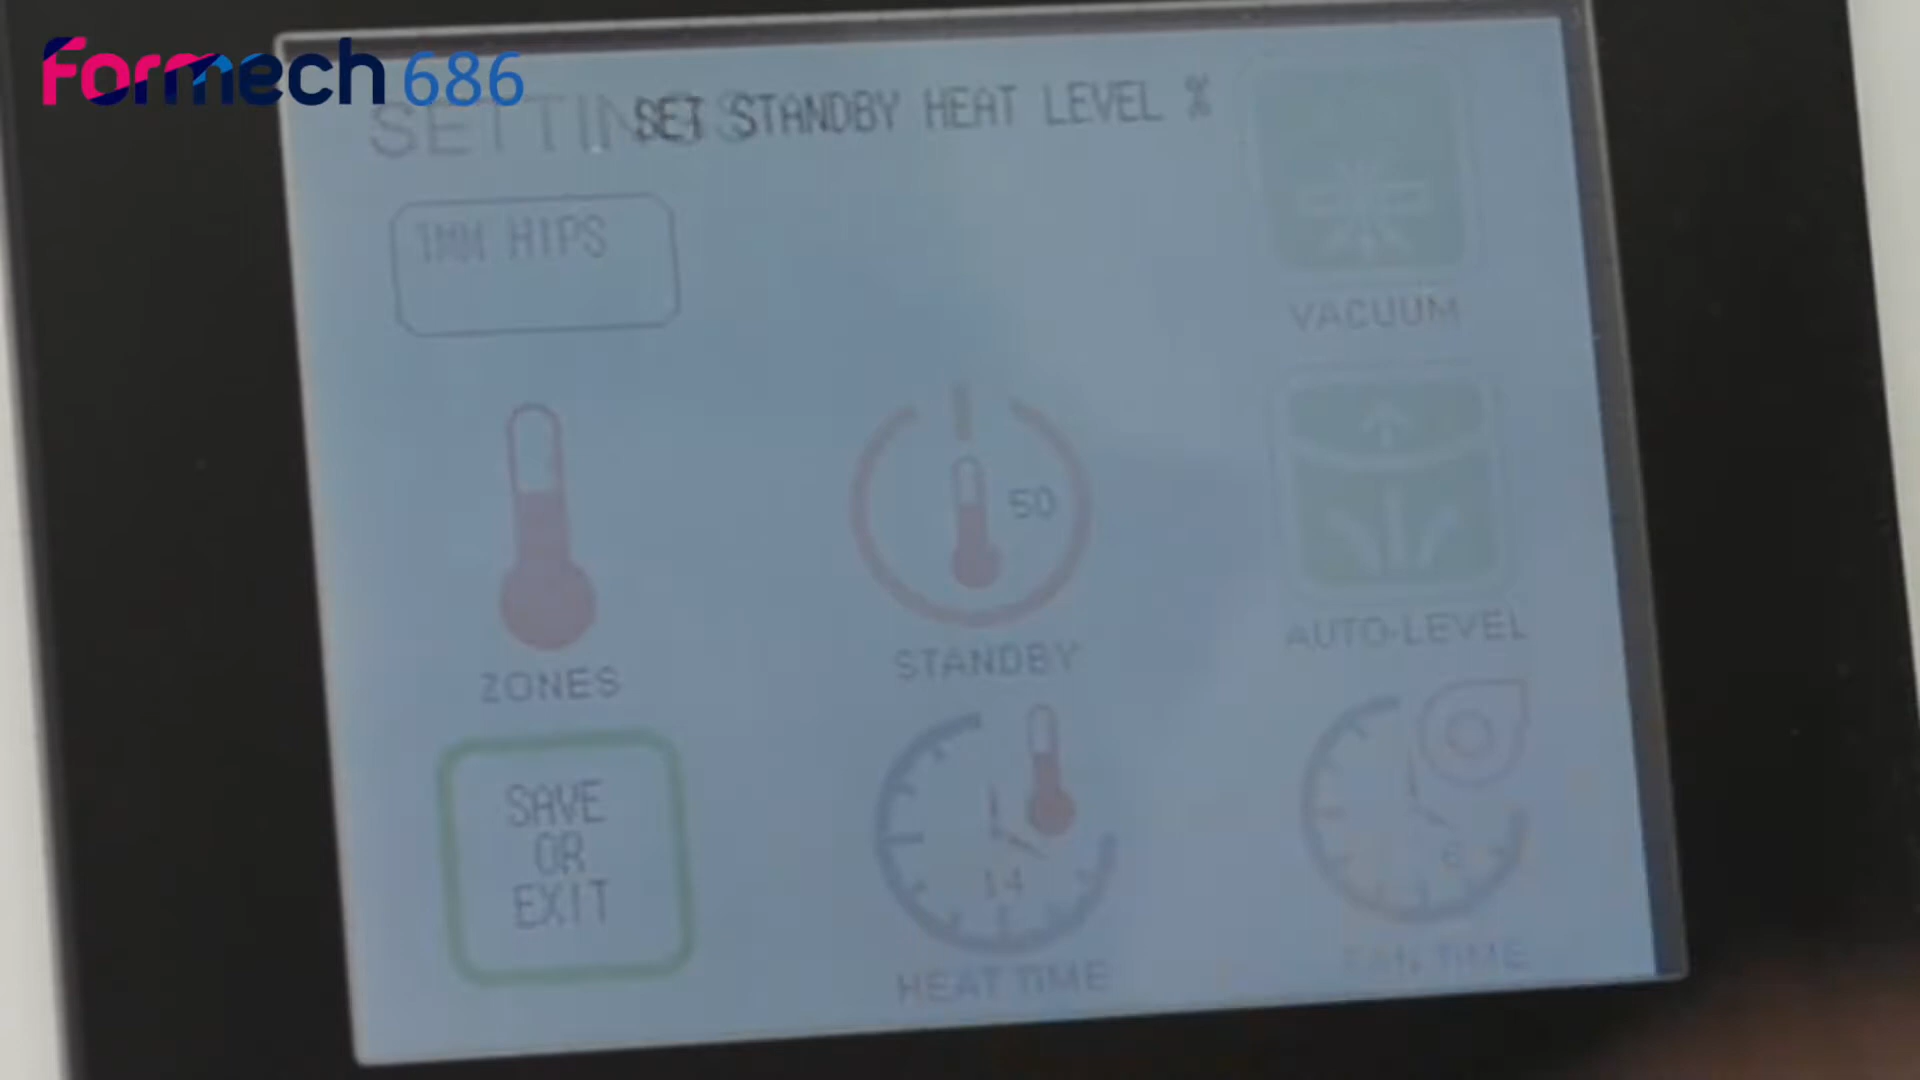 formech 686
SETTINGS
SET STANDBY HEAT LEVEL %
1MM HIPS
VACUUM
50
ZONES
STANDBY
AUTO-LEVEL
SAVE
OR
EXIT
14
6
HEAT TIME
FAN TIME